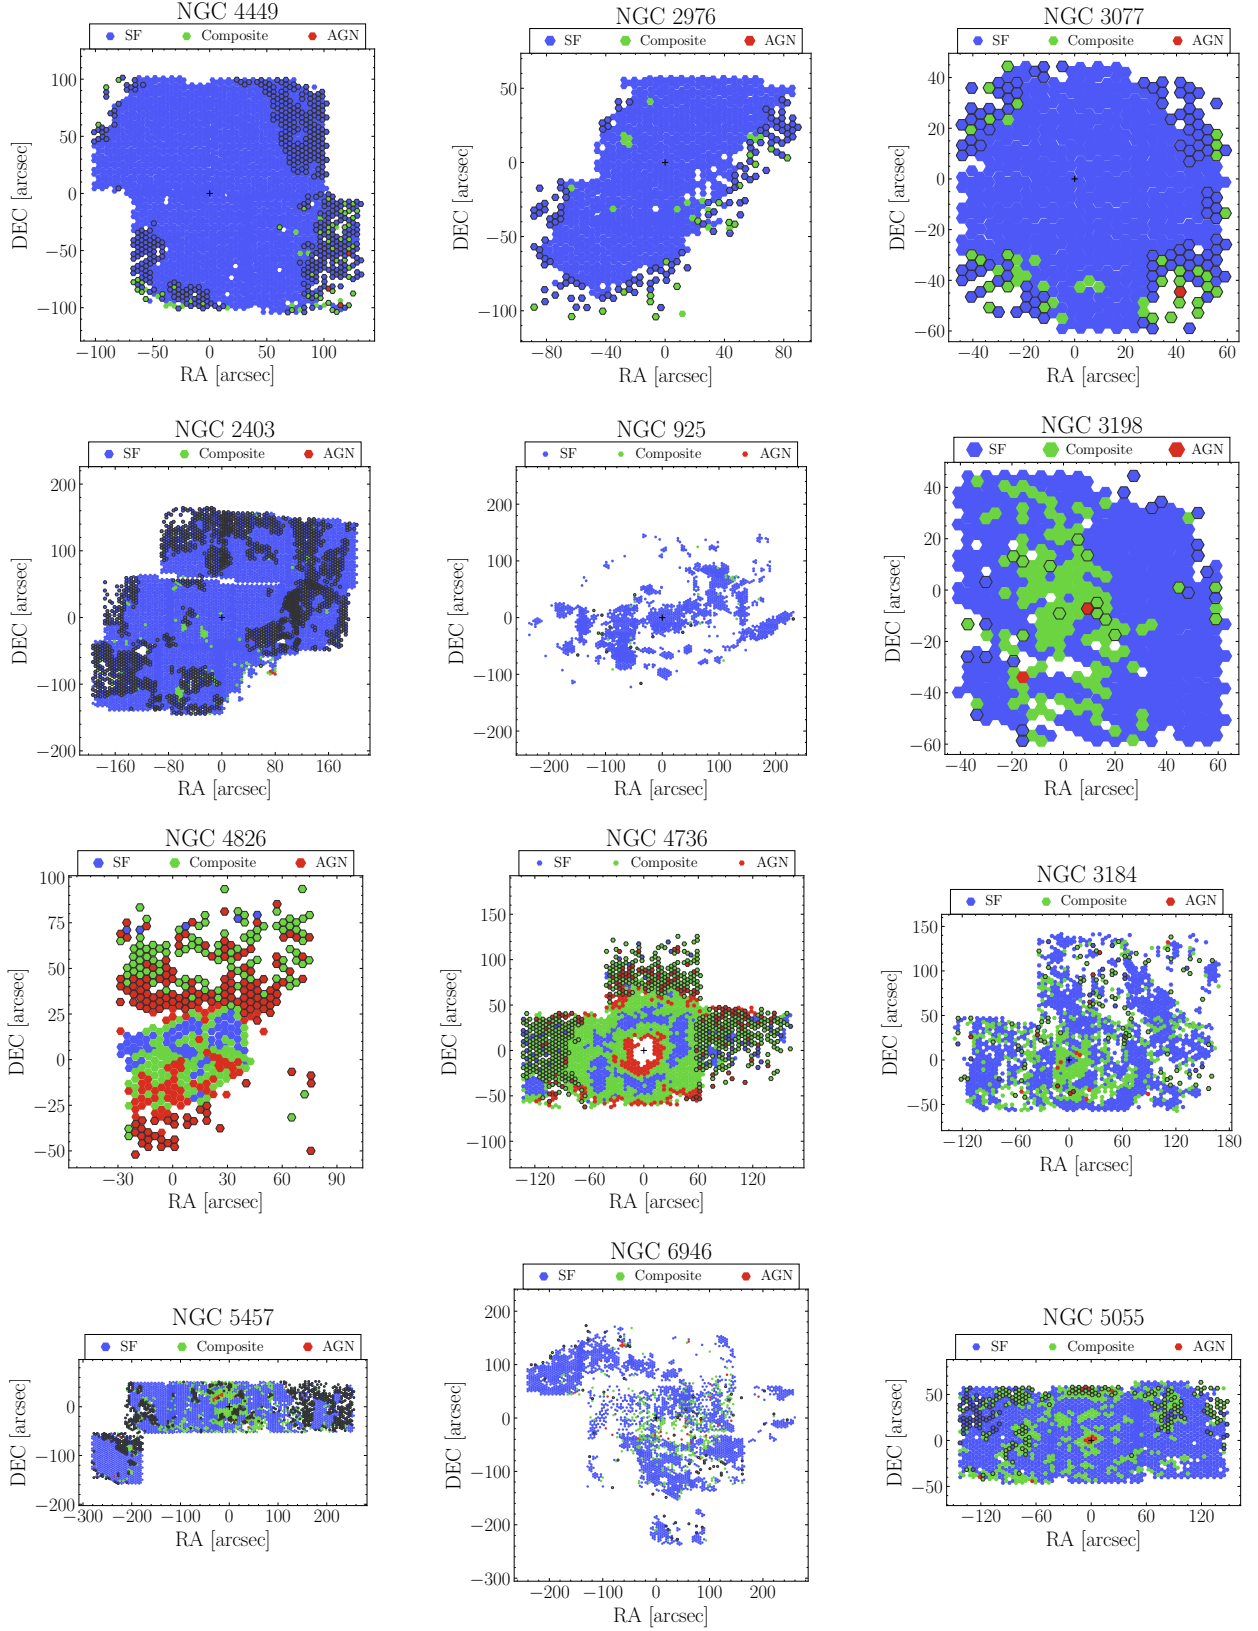 NGC 4449
SF Composite AGN
100
50
0
−50
−100
DEC [arcsec]
−100 −50 0 50 100
RA [arcsec]
NGC 2976
SF Composite AGN
50
0
−50
−100
DEC [arcsec]
−80 −40 0 40 80
RA [arcsec]
NGC 3077
SF Composite AGN
40
20
0
−20
−40
−60
DEC [arcsec]
−40 −20 0 20 40 60
RA [arcsec]
NGC 2403
SF Composite AGN
200
100
0
−100
−200
DEC [arcsec]
−160 −80 0 80 160
RA [arcsec]
NGC 925
SF Composite AGN
200
100
0
−100
−200
DEC [arcsec]
−200 −100 0 100 200
RA [arcsec]
NGC 3198
SF Composite AGN
40
20
0
−20
−40
−60
DEC [arcsec]
−40 −20 0 20 40 60
RA [arcsec]
NGC 4826
SF Composite AGN
100
75
50
25
0
−25
−50
DEC [arcsec]
−30 0 30 60 90
RA [arcsec]
NGC 4736
SF Composite AGN
150
100
50
0
−50
−100
DEC [arcsec]
−120 −60 0 60 120
RA [arcsec]
NGC 3184
SF Composite AGN
150
100
50
0
−50
DEC [arcsec]
−120 −60 0 60 120 180
RA [arcsec]
NGC 5457
SF Composite AGN
0
−100
−200
DEC [arcsec]
−300 −200 −100 0 100 200
RA [arcsec]
NGC 6946
SF Composite AGN
200
100
0
−100
−200
−300
DEC [arcsec]
−200 −100 0 100 200
RA [arcsec]
NGC 5055
SF Composite AGN
50
0
−50
DEC [arcsec]
−120 −60 0 60 120
RA [arcsec]